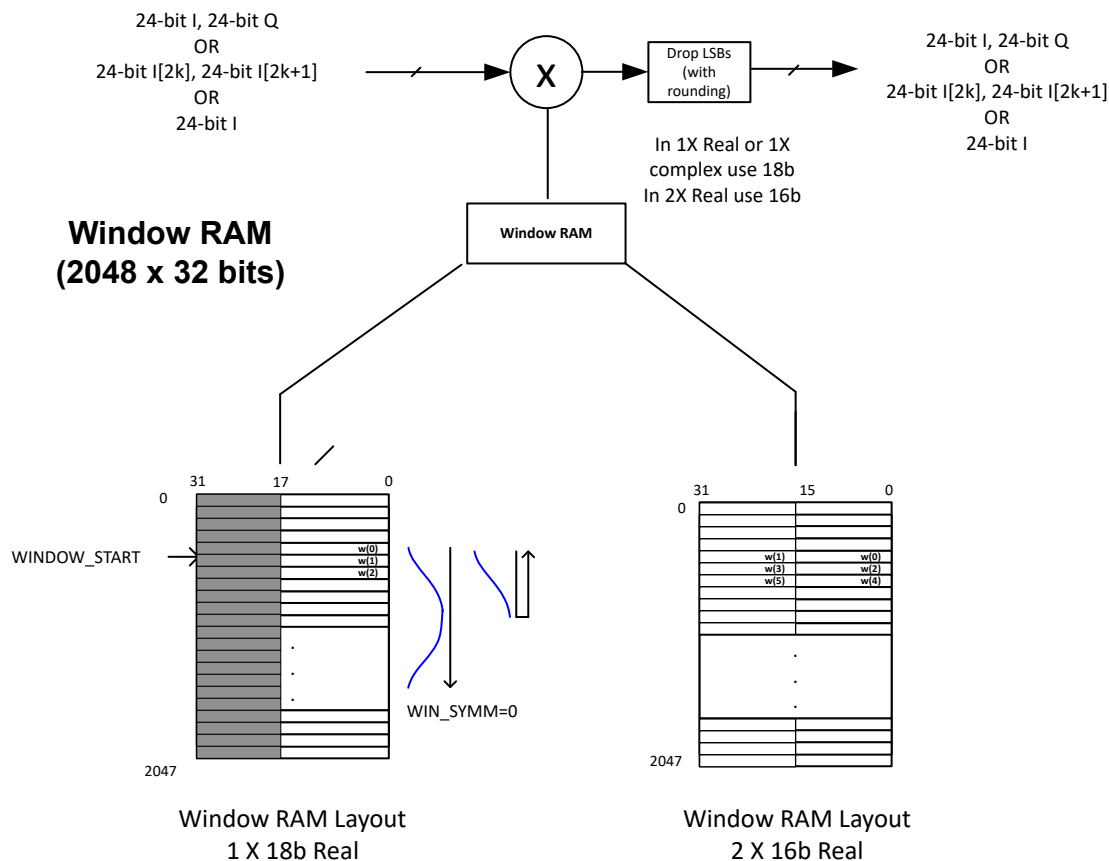 24-bit I, 24-bit Q
OR
24-bit I[2k], 24-bit I[2k+1]
OR
24-bit I
X
Drop LSBs
(with
rounding)
24-bit I, 24-bit Q
OR
24-bit I[2k], 24-bit I[2k+1]
OR
24-bit I
In 1X Real or 1X
complex use 18b
In 2X Real use 16b
Window RAM
(2048 x 32 bits)
Window RAM
31 17 0
0
WINDOW_START
w(0)
w(1)
w(2)
.
.
.
WIN_SYMM=0
2047
Window RAM Layout
1 X 18b Real
31 15 0
0
w(1) w(0)
w(3) w(2)
w(5) w(4)
.
.
.
2047
Window RAM Layout
2 X 16b Real